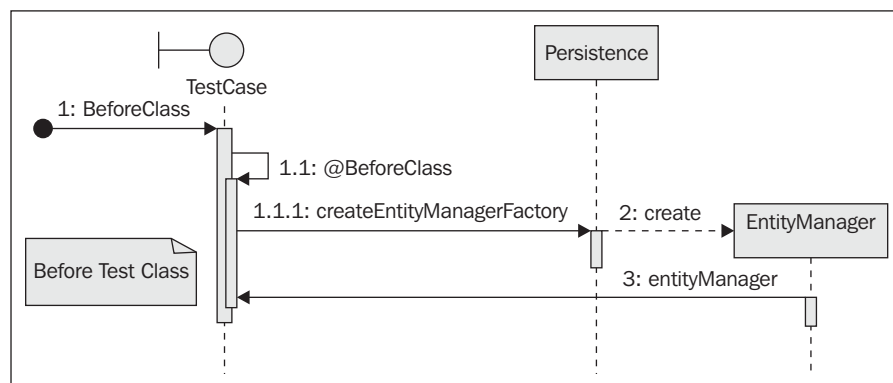 Persistence
TestCase
1: BeforeClass
1.1: @BeforeClass
1.1.1: createEntityManagerFactory
2: create
EntityManager
Before Test Class
3: entityManager